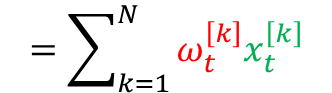 = ∑_{k=1}^{N} ω_t^{[k]} x_t^{[k]}